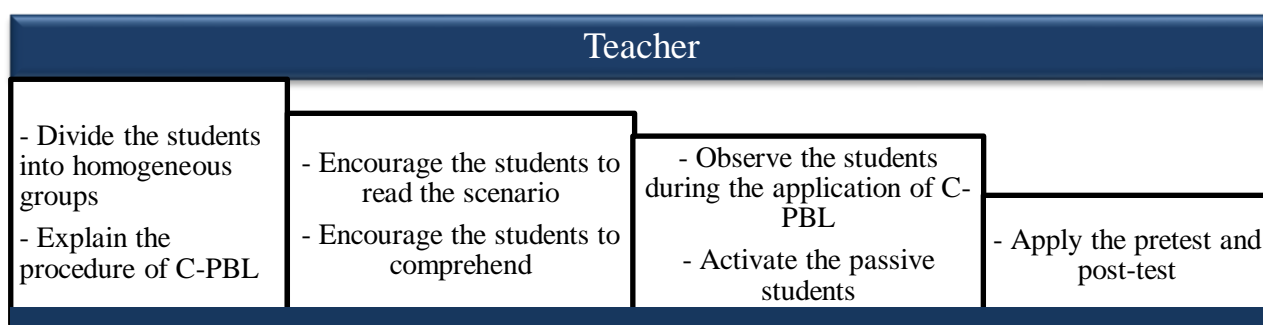 Teacher
- Divide the students
into homogeneous
groups
- Explain the
procedure of C-PBL
- Encourage the students to
read the scenario
- Encourage the students to
comprehend
- Observe the students
during the application of C-
PBL
- Activate the passive
students
- Apply the pretest and
post-test